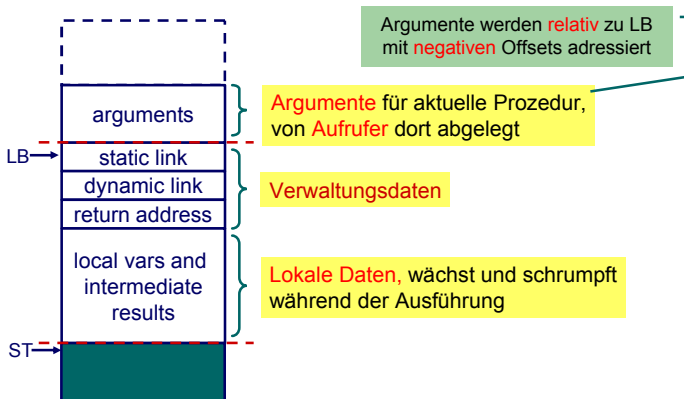 Argumente werden relativ zu LB
mit negativen Offsets adressiert
arguments
Argumente für aktuelle Prozedur,
von Aufrufer dort abgelegt
LB
static link
dynamic link
return address
Verwaltungsdaten
local vars and
intermediate
results
Lokale Daten, wächst und schrumpft
während der Ausführung
ST